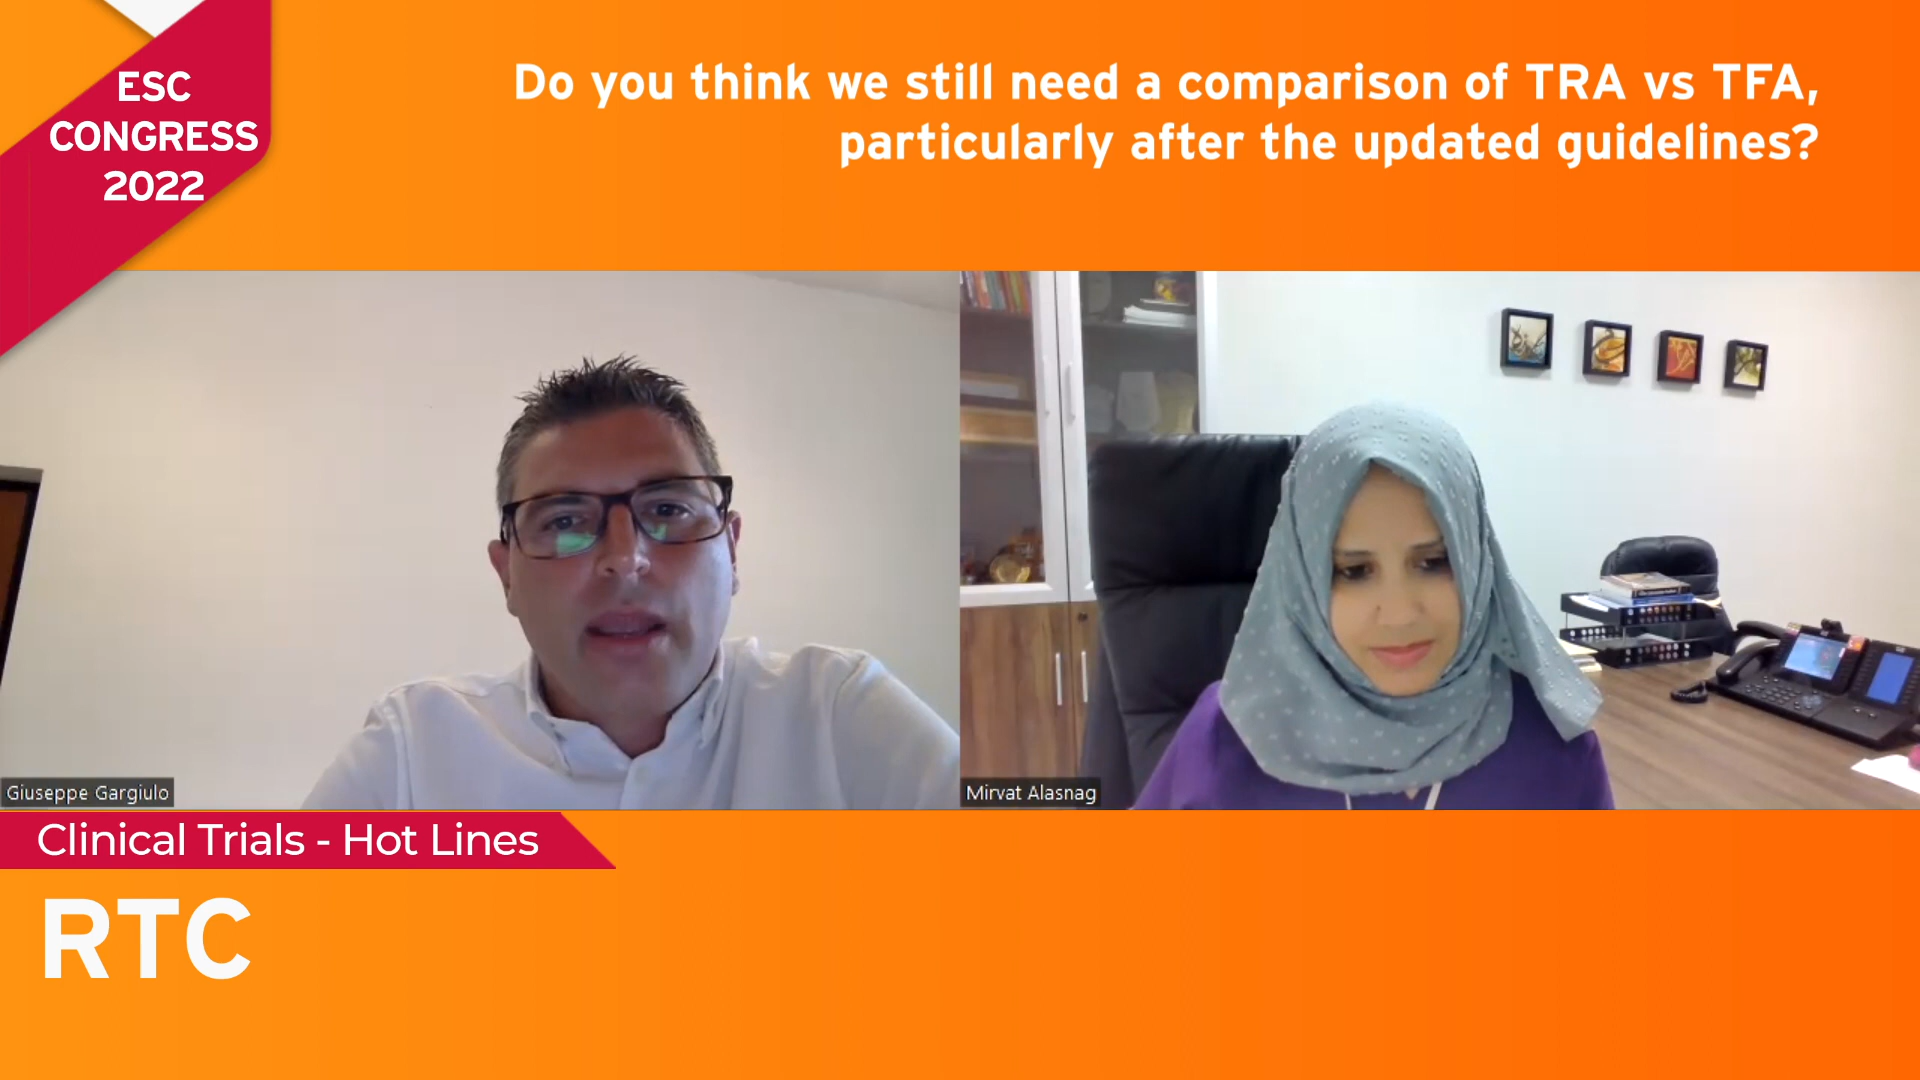 ESC
CONGRESS
2022
Do you think we still need a comparison of TRA vs TFA,
particularly after the updated guidelines?
Giuseppe Gargiulo
Mirvat Alasnag
Clinical Trials - Hot Lines
RTC